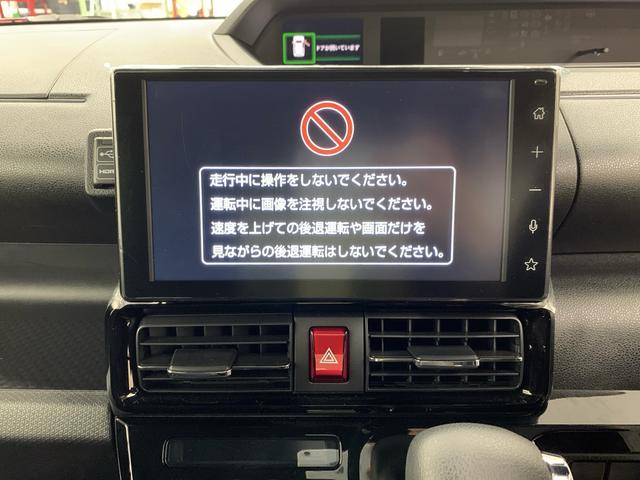 ドアが開いています
走行中に操作をしないでください。
運転中に画像を注視しないでください。
速度を上げての後退運転や画面だけを
見ながらの後退運転はしないでください。
HDMI